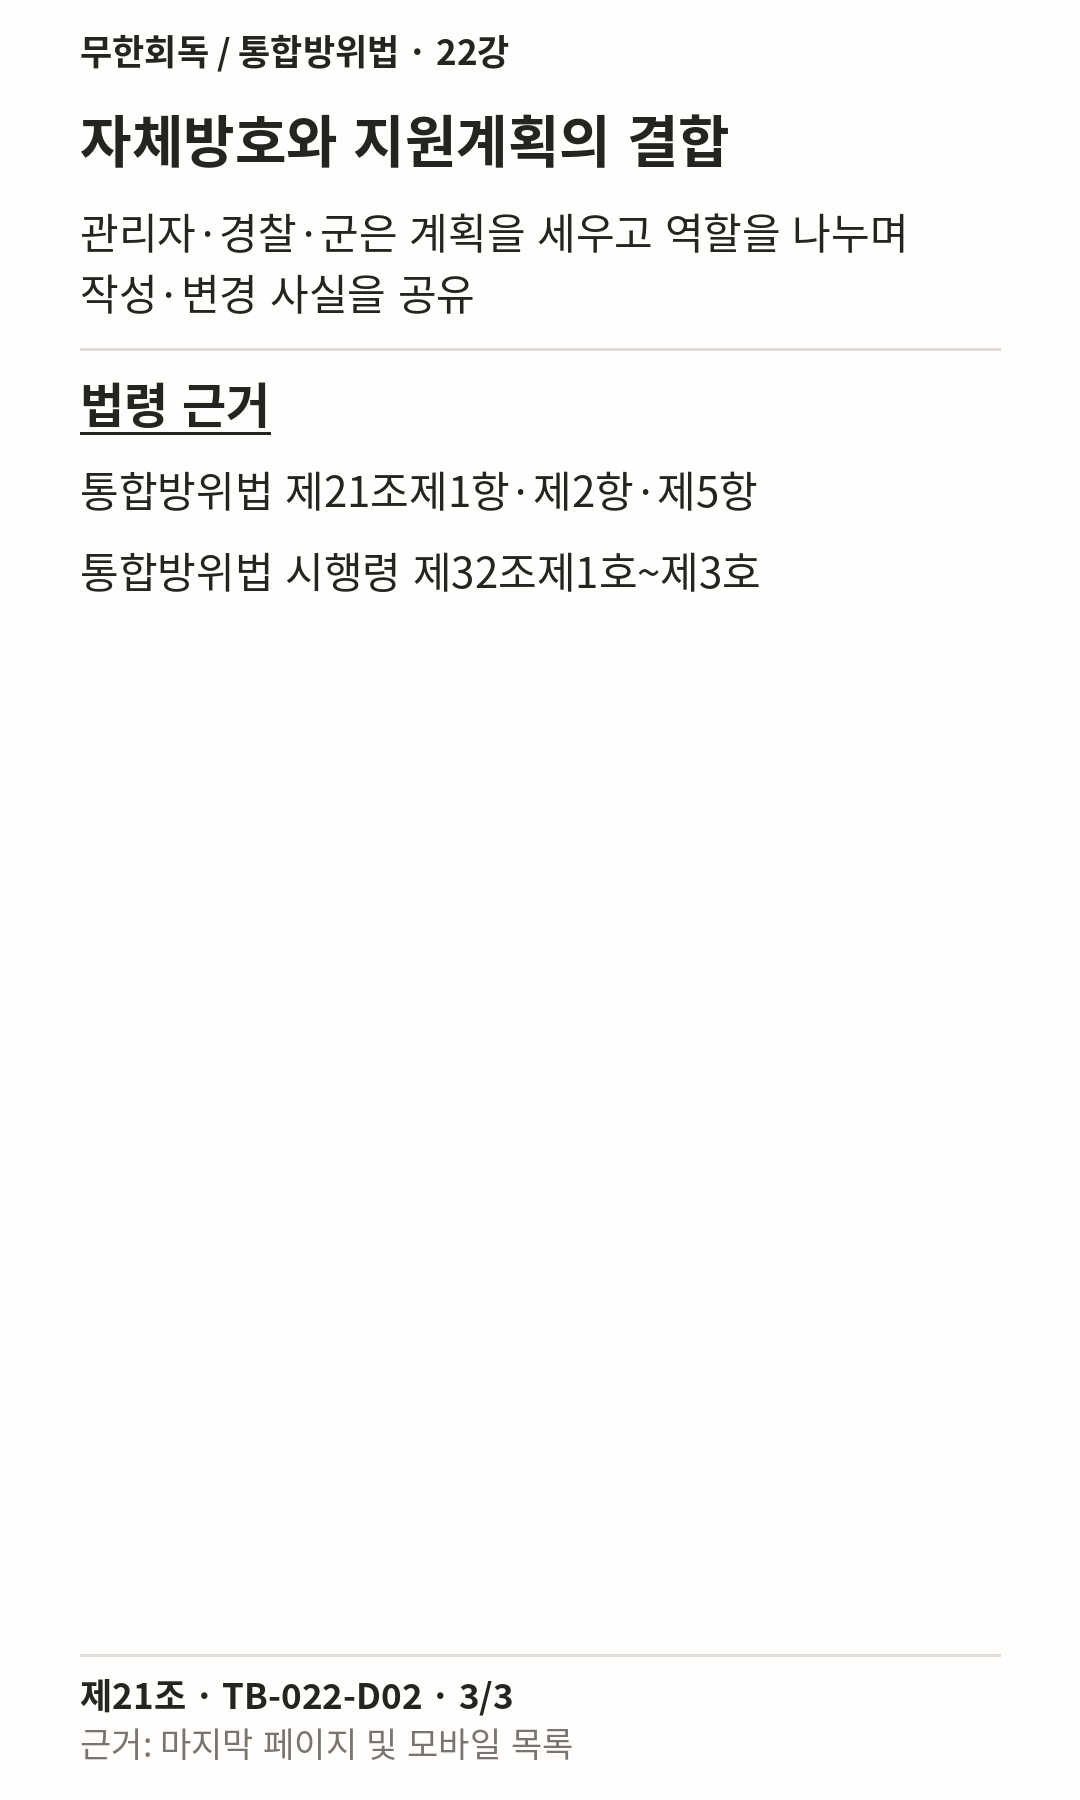 무한회독 / 통합방위법 · 22강
자체방호와 지원계획의 결합
관리자·경찰·군은 계획을 세우고 역할을 나누며
작성·변경 사실을 공유
법령 근거
통합방위법 제21조제1항·제2항·제5항
통합방위법 시행령 제32조제1호~제3호
제21조 · TB-022-D02 · 3/3
근거: 마지막 페이지 및 모바일 목록